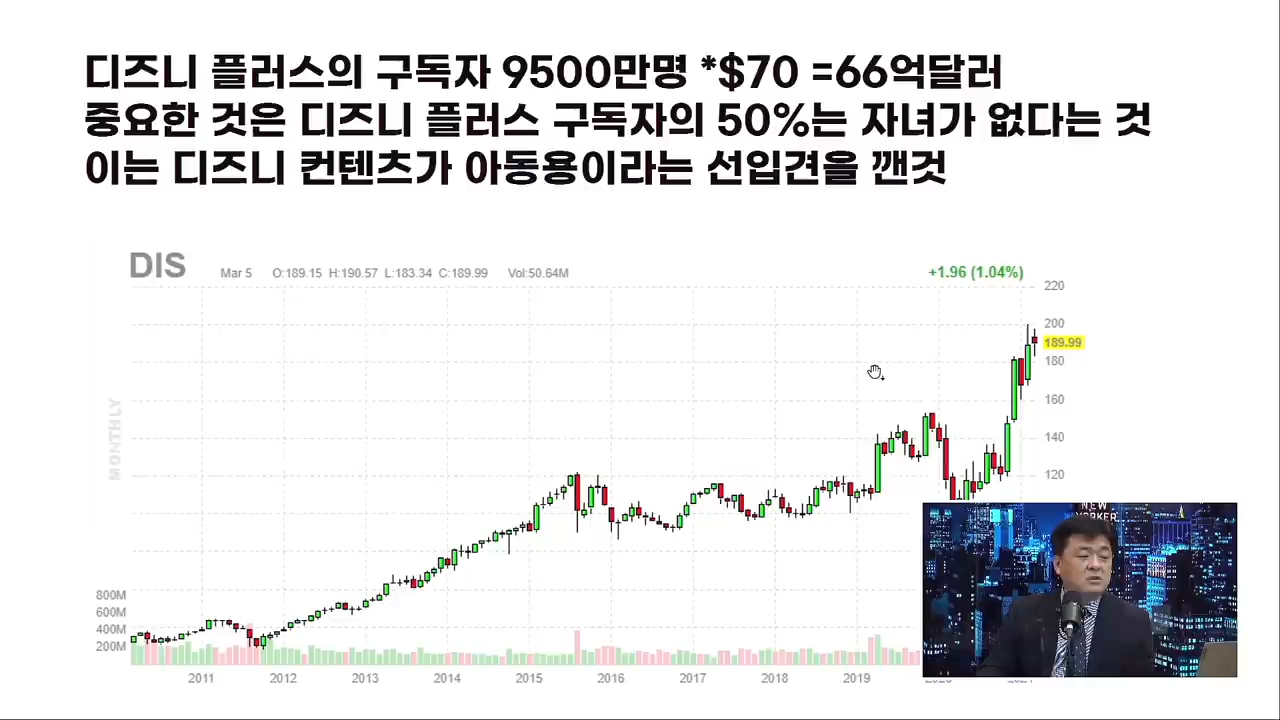 디즈니 플러스의 구독자 9500만명 *$70 =66억달러
중요한 것은 디즈니 플러스 구독자의 50%는 자녀가 없다는 것
이는 디즈니 컨텐츠가 아동용이라는 선입견을 깬것
DIS Mar 5 O:189.15 H:190.57 L:183.34 C:189.99 Vol:50.64M +1.96 (1.04%)
220
200
189.99
180
160
140
120
MONTHLY
800M
600M
400M
200M
2011 2012 2013 2014 2015 2016 2017 2018 2019
NEW
YORKER